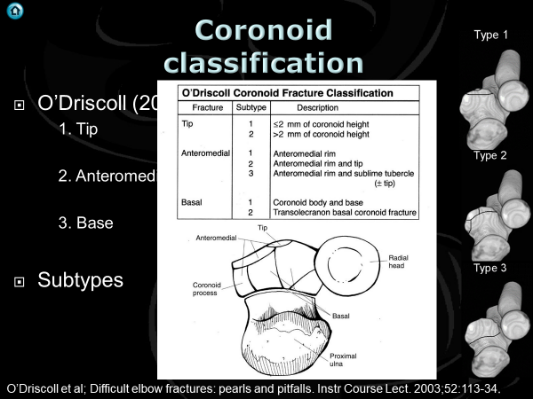 Coronoid
classification
O'Driscoll (20
1. Tip
2. Anteromedi
3. Base
Subtypes
O'Driscoll Coronoid Fracture Classification
Fracture Subtype Description
Tip 1 ≤2 mm of coronoid height
2 >2 mm of coronoid height
Anteromedial 1 Anteromedial rim
2 Anteromedial rim and tip
3 Anteromedial rim and sublime tubercle
(± tip)
Basal 1 Coronoid body and base
2 Transolecranon basal coronoid fracture
Tip
Anteromedial
Radial
head
Coronoid
process
Basal
Proximal
ulna
Type 1
Type 2
Type 3
O'Driscoll et al; Difficult elbow fractures: pearls and pitfalls. Instr Course Lect. 2003;52:113-34.